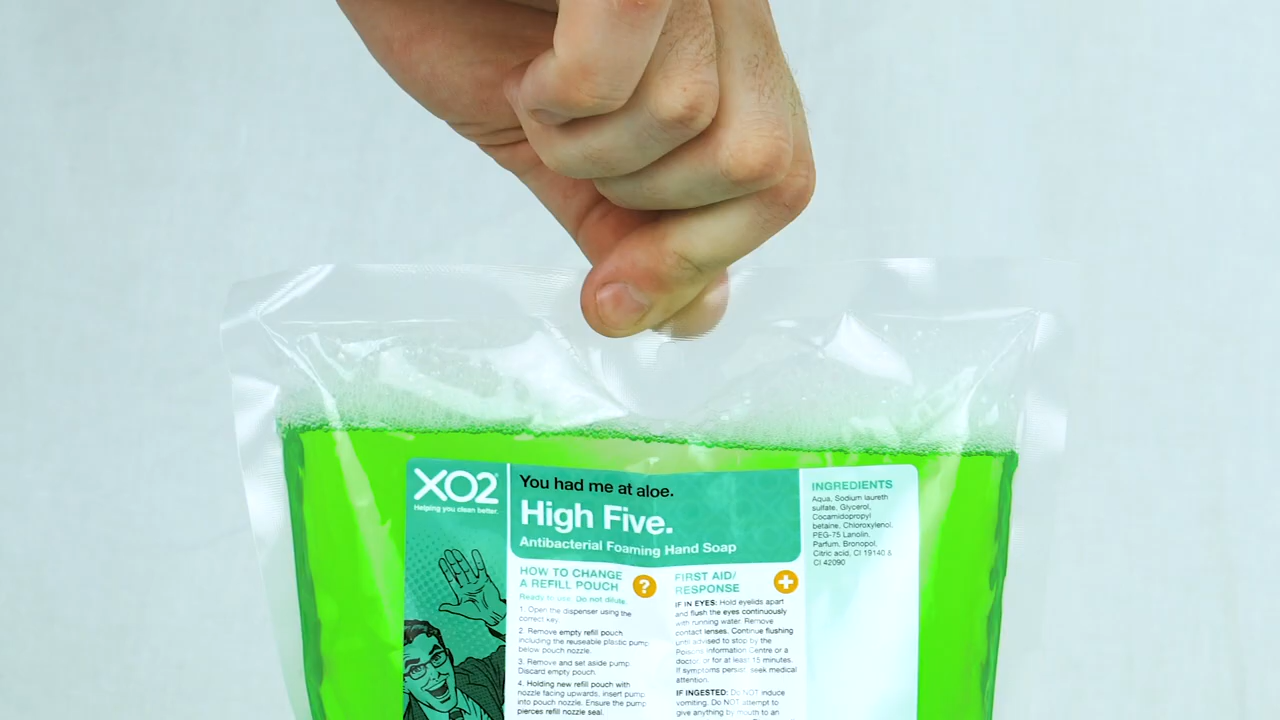 XO2
Helping you clean better.
You had me at aloe.
High Five.
Antibacterial Foaming Hand Soap
HOW TO CHANGE
A REFILL POUCH
?
Ready to use. Do not dilute.
1. Open the dispenser using the
correct key.
2. Remove empty refill pouch
including the reuseable plastic pump
below pouch nozzle.
3. Remove and set aside pump.
Discard empty pouch.
4. Holding new refill pouch with
nozzle facing upwards, insert pump
into pouch nozzle. Ensure the pump
pierces refill nozzle seal.
FIRST AID/
RESPONSE
IF IN EYES: Hold eyelids apart
and flush the eyes continuously
with running water. Remove
contact lenses. Continue flushing
until advised to stop by the
Poisons Information Centre or a
doctor, or for at least 15 minutes.
If symptoms persist, seek medical
attention.
IF INGESTED: Do NOT induce
vomiting. Do NOT attempt to
give anything by mouth to an
INGREDIENTS
Aqua, Sodium laureth
sulfate, Glycerol,
Cocamidopropyl
betaine, Chloroxylenol,
PEG-75 Lanolin,
Parfum, Bronopol,
Citric acid, CI 19140 &
CI 42090